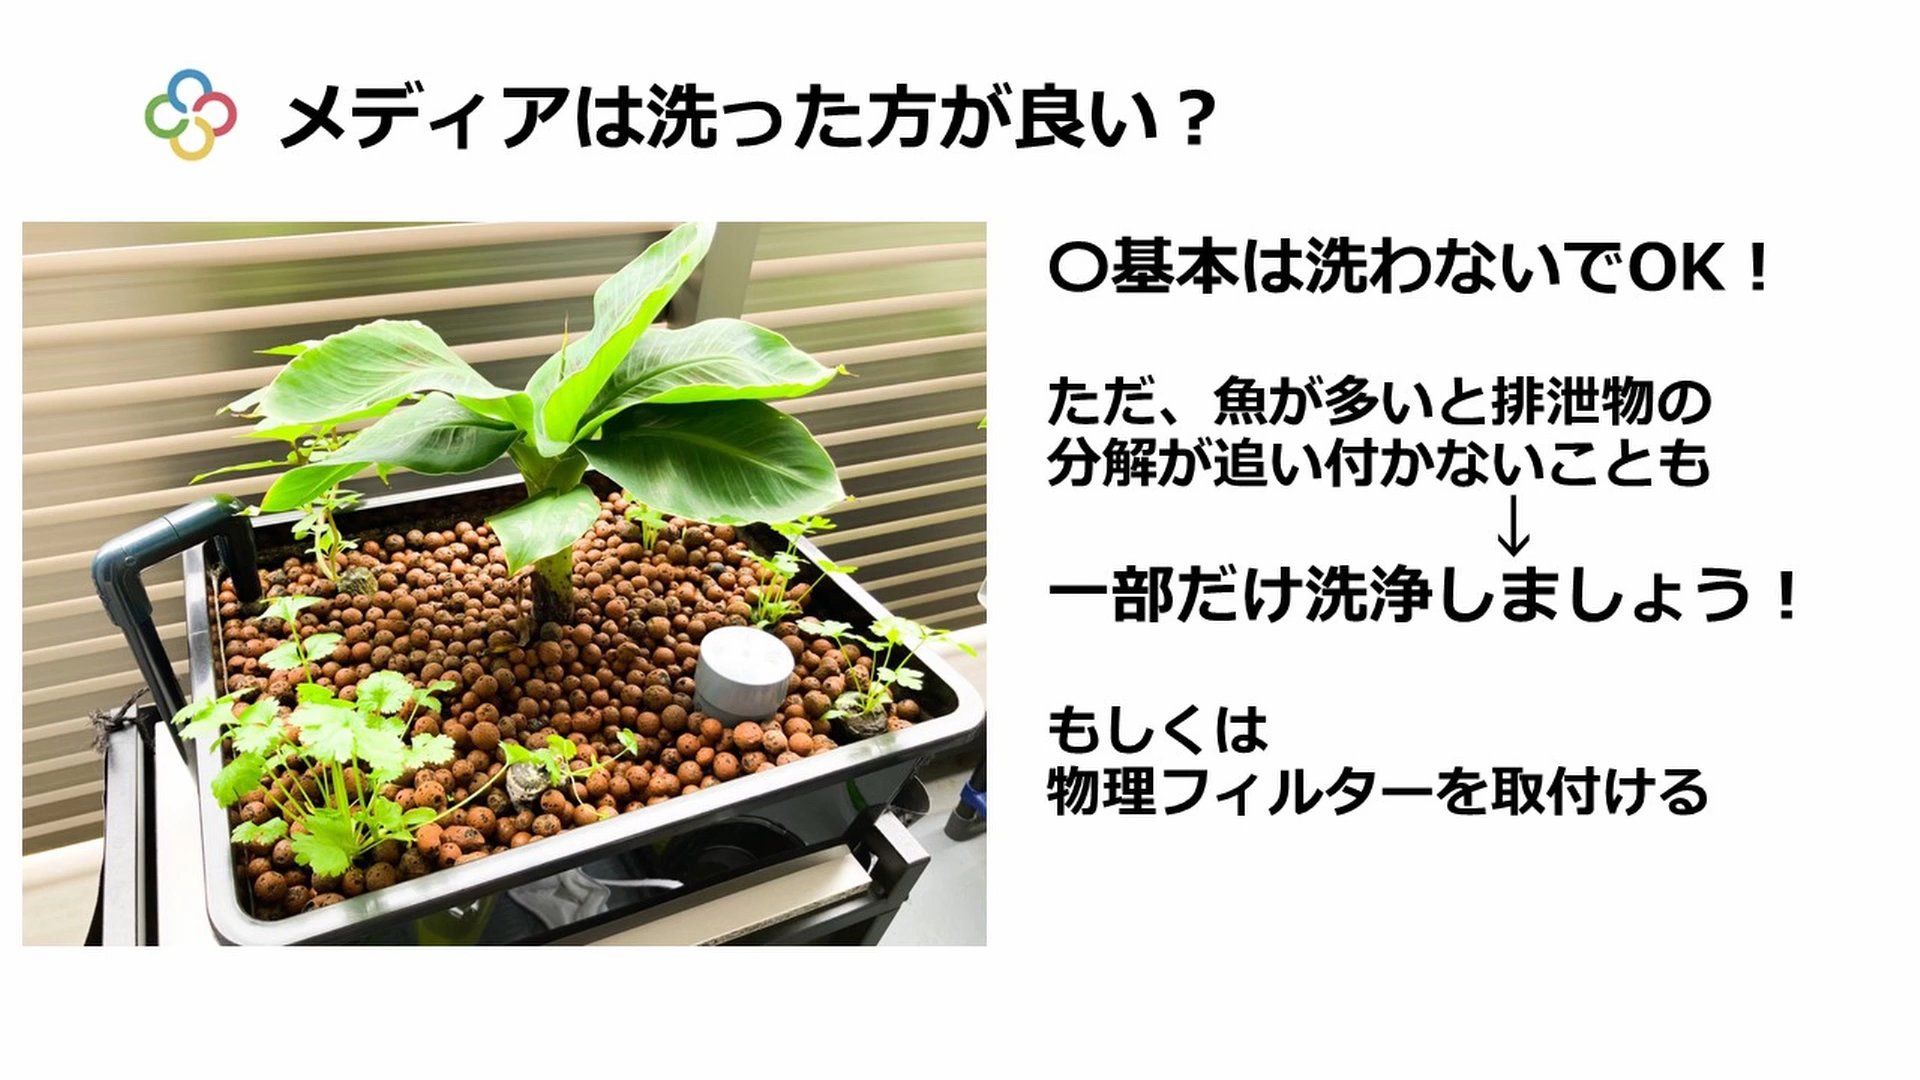 メディアは洗った方が良い？
〇基本は洗わないでOK！
ただ、魚が多いと排泄物の
分解が追い付かないことも
↓
一部だけ洗浄しましょう！
もしくは
物理フィルターを取付ける